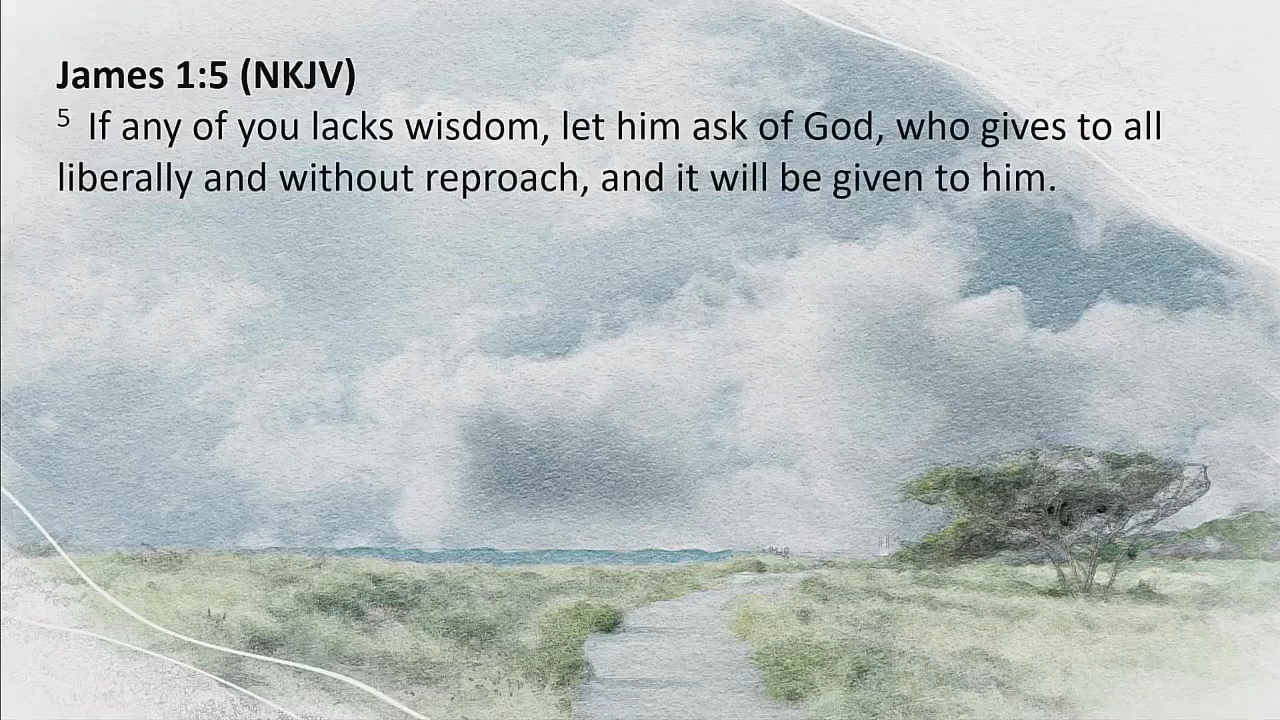 James 1:5 (NKJV)
5 If any of you lacks wisdom, let him ask of God, who gives to all
liberally and without reproach, and it will be given to him.